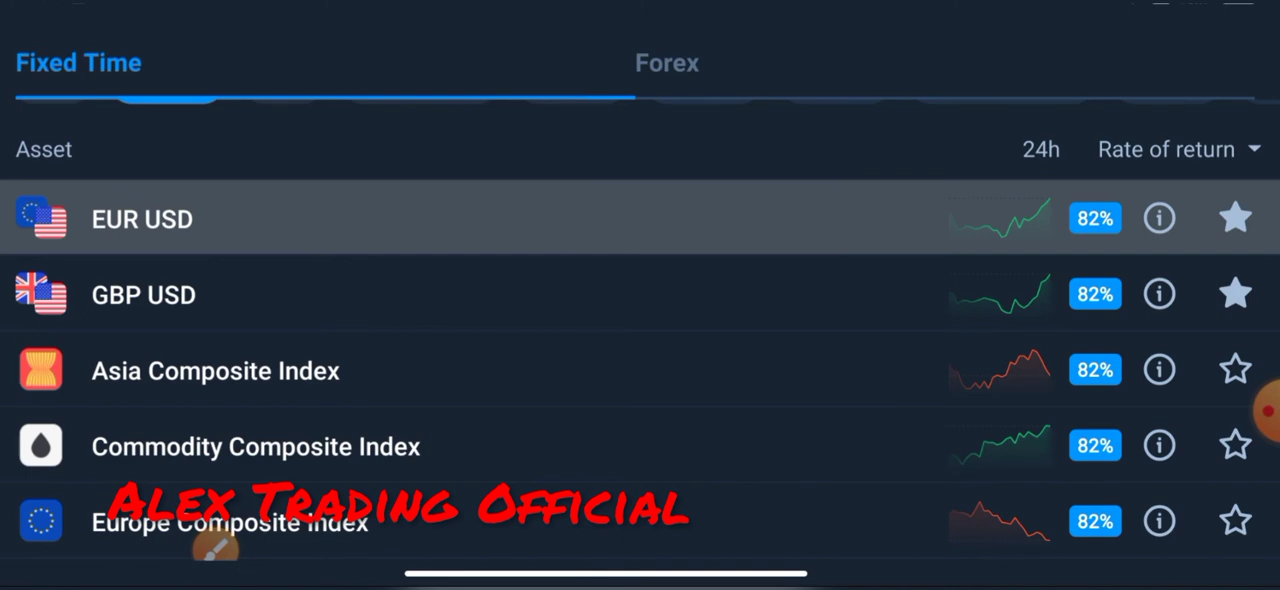 Fixed Time
Forex
Asset 24h Rate of return
EUR USD 82%
GBP USD 82%
Asia Composite Index 82%
Commodity Composite Index 82%
Alex Trading Official
Europe Composite Index 82%